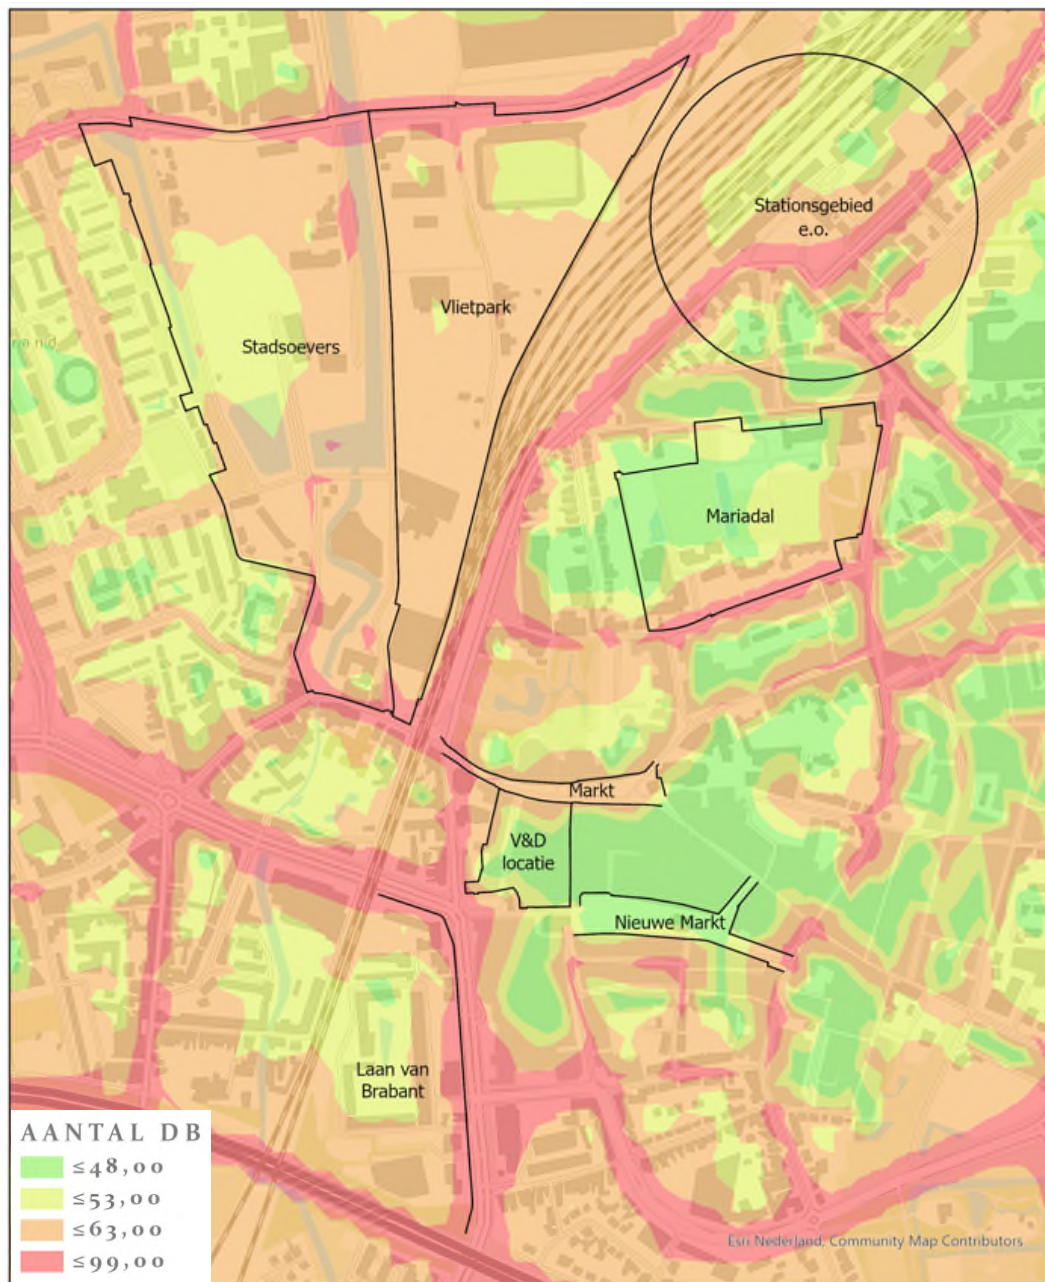 Stationsgebied
e.o.
Vlietpark
Stadsoevers
Mariadal
Markt
V&D
locatie
Nieuwe Markt
Laan van
Brabant
AANTAL DB
≤48,00
≤53,00
≤63,00
≤99,00
Esri Nederland, Community Map Contributors